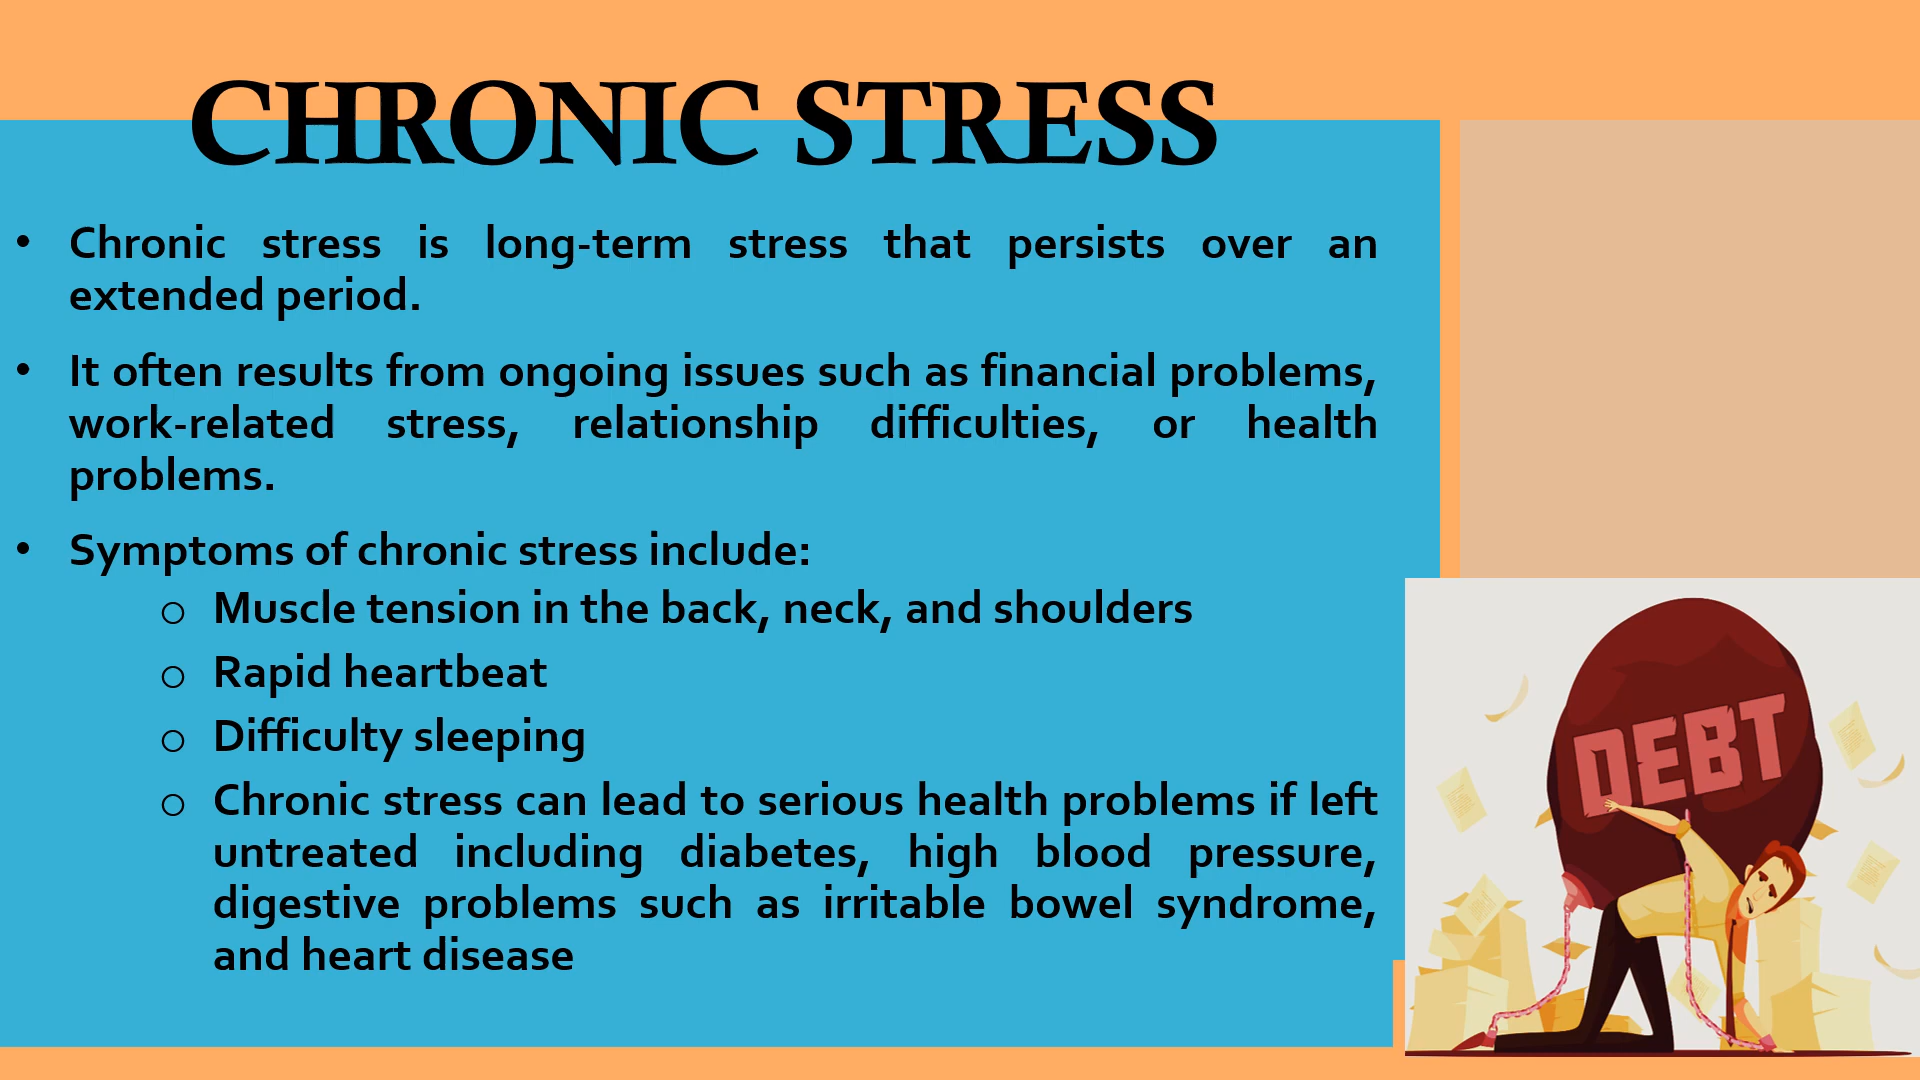 CHRONIC STRESS
• Chronic stress is long-term stress that persists over an
extended period.
• It often results from ongoing issues such as financial problems,
work-related stress, relationship difficulties, or health
problems.
• Symptoms of chronic stress include:
o Muscle tension in the back, neck, and shoulders
o Rapid heartbeat
o Difficulty sleeping
o Chronic stress can lead to serious health problems if left
untreated including diabetes, high blood pressure,
digestive problems such as irritable bowel syndrome,
and heart disease
DEBT